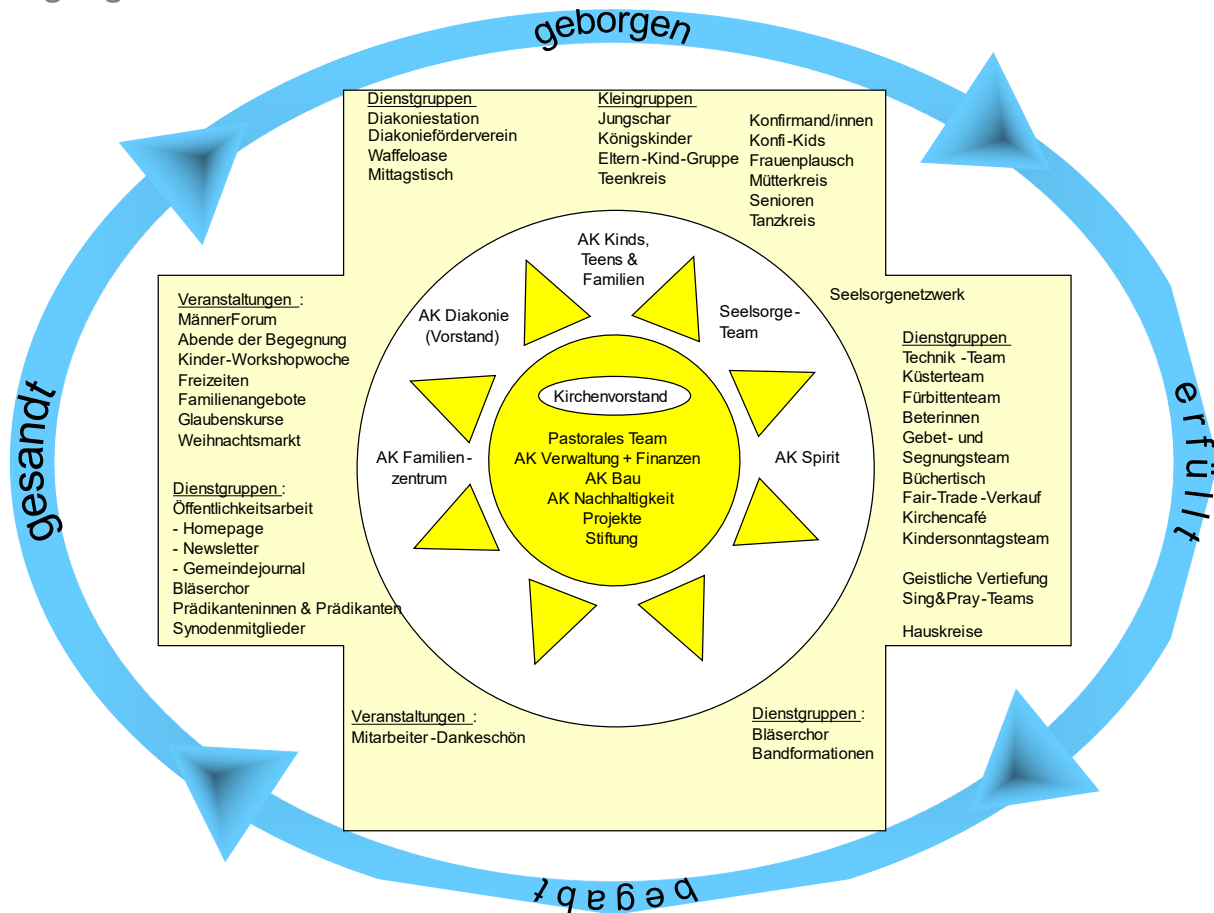 geborgen
Dienstgruppen
Diakoniestation
Diakonieförderverein
Waffeloase
Mittagstisch
Kleingruppen
Jungschar
Königskinder
Eltern-Kind-Gruppe
Teenkreis
Konfirmand/innen
Konfi-Kids
Frauenplausch
Mütterkreis
Senioren
Tanzkreis
AK Kinds,
Teens &
Familien
AK Diakonie
(Vorstand)
Seelsorge-
Team
Seelsorgenetzwerk
Veranstaltungen :
MännerForum
Abende der Begegnung
Kinder-Workshopwoche
Freizeiten
Familienangebote
Glaubenskurse
Weihnachtsmarkt
Dienstgruppen :
Öffentlichkeitsarbeit
- Homepage
- Newsletter
- Gemeindejournal
Bläserchor
Prädikanteninnen & Prädikanten
Synodenmitglieder
gesandt
Kirchenvorstand
Pastorales Team
AK Verwaltung + Finanzen
AK Bau
AK Nachhaltigkeit
Projekte
Stiftung
AK Familien-
zentrum
AK Spirit
Dienstgruppen
Technik -Team
Küsterteam
Fürbittenteam
Beterinnen
Gebet- und
Segnungsteam
Büchertisch
Fair-Trade-Verkauf
Kirchencafé
Kindersonntagsteam
Geistliche Vertiefung
Sing&Pray-Teams
Hauskreise
erfüllt
Veranstaltungen :
Mitarbeiter-Dankeschön
Dienstgruppen :
Bläserchor
Bandformationen
begabt